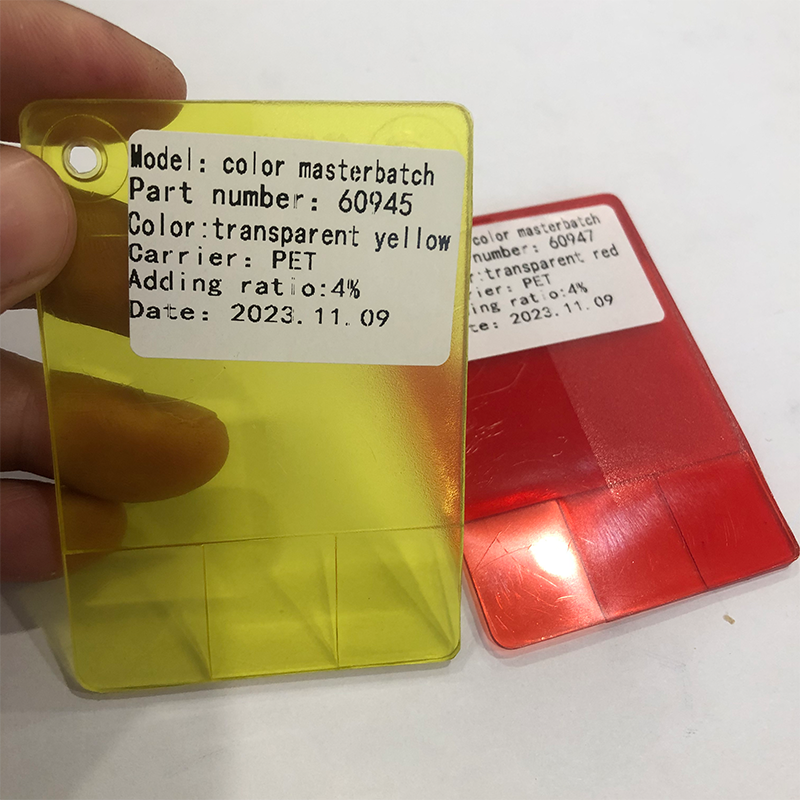 Model: color masterbatch
Part number: 60945
Color:transparent yellow
Carrier: PET
Adding ratio:4%
Date: 2023.11.09
color masterbatch
number: 60947
r:transparent red
ier: PET
ing ratio:4%
te: 2023.11.09